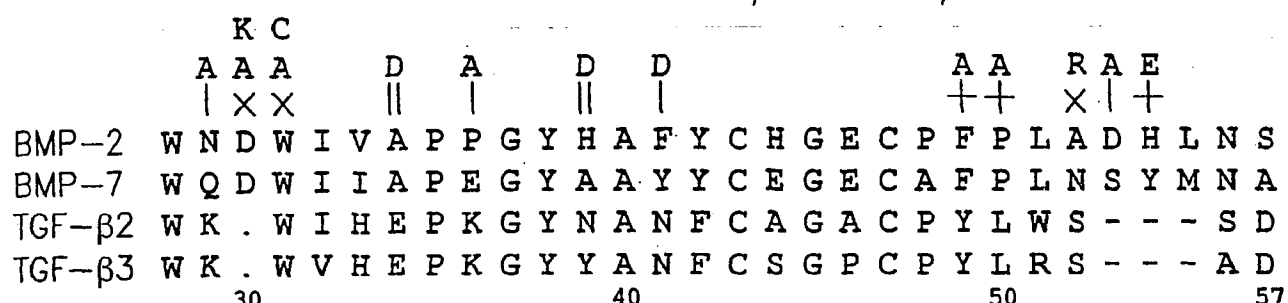 K C
A A A D A D D A A R A E
| × × || | || | + + × | +
BMP-2 W N D W I V A P P G Y H A F Y C H G E C P F P L A D H L N S
BMP-7 W Q D W I I A P E G Y A A Y Y C E G E C A F P L N S Y M N A
TGF-β2 W K . W I H E P K G Y N A N F C A G A C P Y L W S - - - S D
TGF-β3 W K . W V H E P K G Y Y A N F C S G P C P Y L R S - - - A D
30 40 50 57